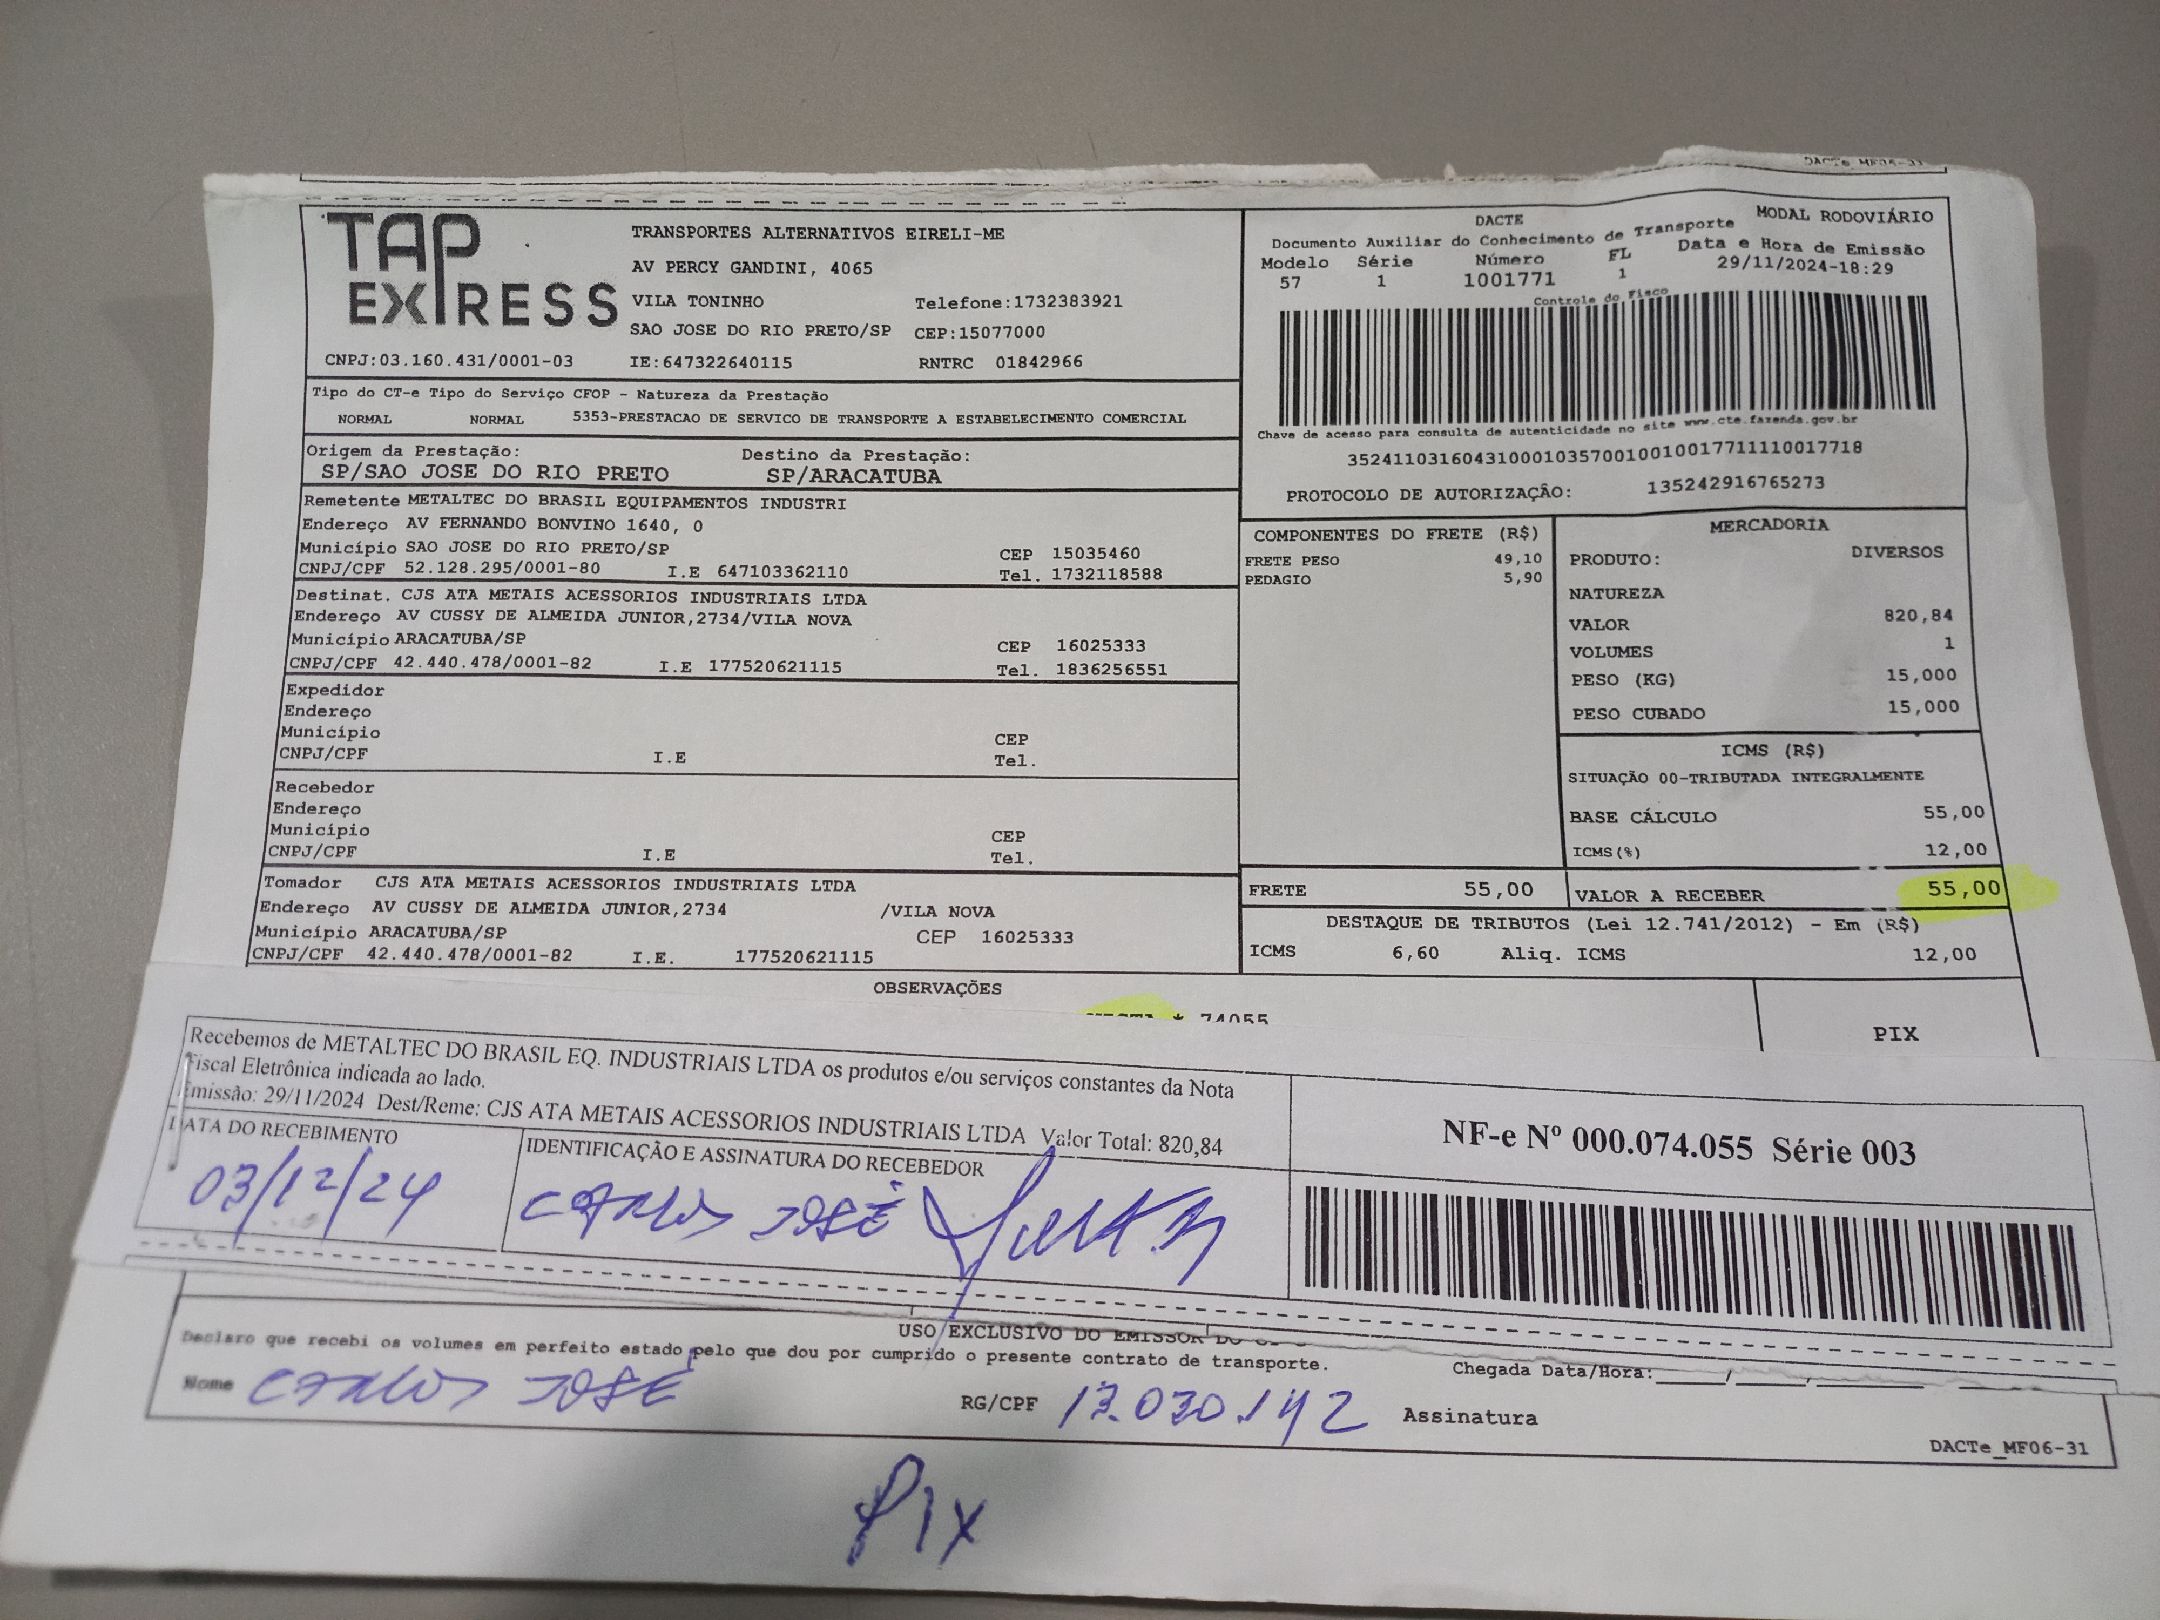 DACTe MF06-31
TAP EXPRESS
TRANSPORTES ALTERNATIVOS EIRELI-ME
AV PERCY GANDINI, 4065
VILA TONINHO Telefone:1732383921
SAO JOSE DO RIO PRETO/SP CEP:15077000
CNPJ:03.160.431/0001-03 IE:647322640115 RNTRC 01842966
DACTE MODAL RODOVIÁRIO
Documento Auxiliar do Conhecimento de Transporte
Modelo Série Número FL Data e Hora de Emissão
57 1 1001771 1 29/11/2024-18:29
Controle do Fisco
Chave de acesso para consulta de autenticidade no site www.cte.fazenda.gov.br
35241103160431000103570010010017711110017718
PROTOCOLO DE AUTORIZAÇÃO: 135242916765273
Tipo do CT-e Tipo do Serviço CFOP - Natureza da Prestação
NORMAL NORMAL 5353-PRESTACAO DE SERVICO DE TRANSPORTE A ESTABELECIMENTO COMERCIAL
Origem da Prestação: Destino da Prestação:
SP/SAO JOSE DO RIO PRETO SP/ARACATUBA
Remetente METALTEC DO BRASIL EQUIPAMENTOS INDUSTRI
Endereço AV FERNANDO BONVINO 1640, 0
Município SAO JOSE DO RIO PRETO/SP CEP 15035460
CNPJ/CPF 52.128.295/0001-80 I.E 647103362110 Tel. 1732118588
Destinat. CJS ATA METAIS ACESSORIOS INDUSTRIAIS LTDA
Endereço AV CUSSY DE ALMEIDA JUNIOR,2734/VILA NOVA
Município ARACATUBA/SP CEP 16025333
CNPJ/CPF 42.440.478/0001-82 I.E 177520621115 Tel. 1836256551
Expedidor
Endereço
Município CEP
CNPJ/CPF I.E Tel.
Recebedor
Endereço
Município CEP
CNPJ/CPF I.E Tel.
Tomador CJS ATA METAIS ACESSORIOS INDUSTRIAIS LTDA
Endereço AV CUSSY DE ALMEIDA JUNIOR,2734 /VILA NOVA
Município ARACATUBA/SP CEP 16025333
CNPJ/CPF 42.440.478/0001-82 I.E. 177520621115
COMPONENTES DO FRETE (R$)
FRETE PESO 49,10
PEDAGIO 5,90
MERCADORIA
PRODUTO: DIVERSOS
NATUREZA
VALOR 820,84
VOLUMES 1
PESO (KG) 15,000
PESO CUBADO 15,000
ICMS (R$)
SITUAÇÃO 00-TRIBUTADA INTEGRALMENTE
BASE CÁLCULO 55,00
ICMS(%) 12,00
FRETE 55,00 VALOR A RECEBER 55,00
DESTAQUE DE TRIBUTOS (Lei 12.741/2012) - Em (R$)
ICMS 6,60 Aliq. ICMS 12,00
OBSERVAÇÕES
* 74055
PIX
Recebemos de METALTEC DO BRASIL EQ. INDUSTRIAIS LTDA os produtos e/ou serviços constantes da Nota
Fiscal Eletrônica indicada ao lado.
Emissão: 29/11/2024 Dest/Reme: CJS ATA METAIS ACESSORIOS INDUSTRIAIS LTDA Valor Total: 820,84
DATA DO RECEBIMENTO IDENTIFICAÇÃO E ASSINATURA DO RECEBEDOR
03/12/24 CARLOS JOSÉ
NF-e Nº 000.074.055 Série 003
USO EXCLUSIVO DO EMISSOR DO
Declaro que recebi os volumes em perfeito estado pelo que dou por cumprido o presente contrato de transporte.
Chegada Data/Hora:
Nome CARLOS JOSÉ RG/CPF 13.030.142 Assinatura
DACTe_MF06-31
PIX